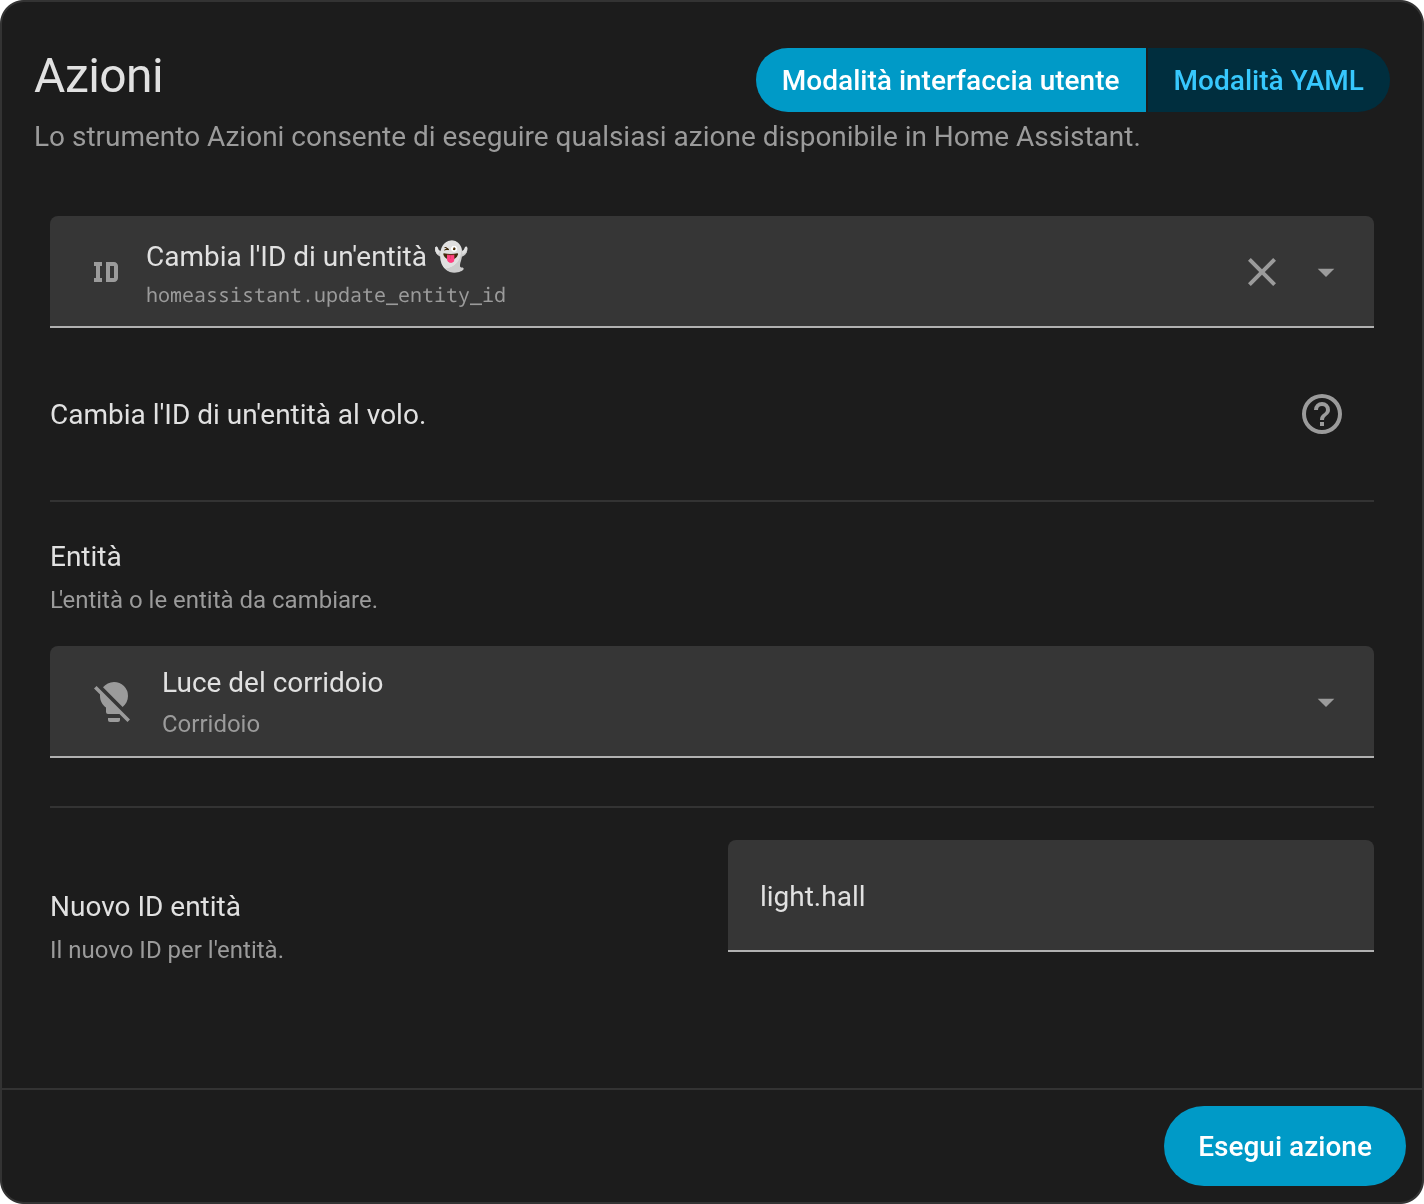 Azioni
Modalità interfaccia utente
Modalità YAML
Lo strumento Azioni consente di eseguire qualsiasi azione disponibile in Home Assistant.
ID
Cambia l'ID di un'entità 👻
homeassistant.update_entity_id
Cambia l'ID di un'entità al volo.
Entità
L'entità o le entità da cambiare.
Luce del corridoio
Corridoio
Nuovo ID entità
Il nuovo ID per l'entità.
light.hall
Esegui azione